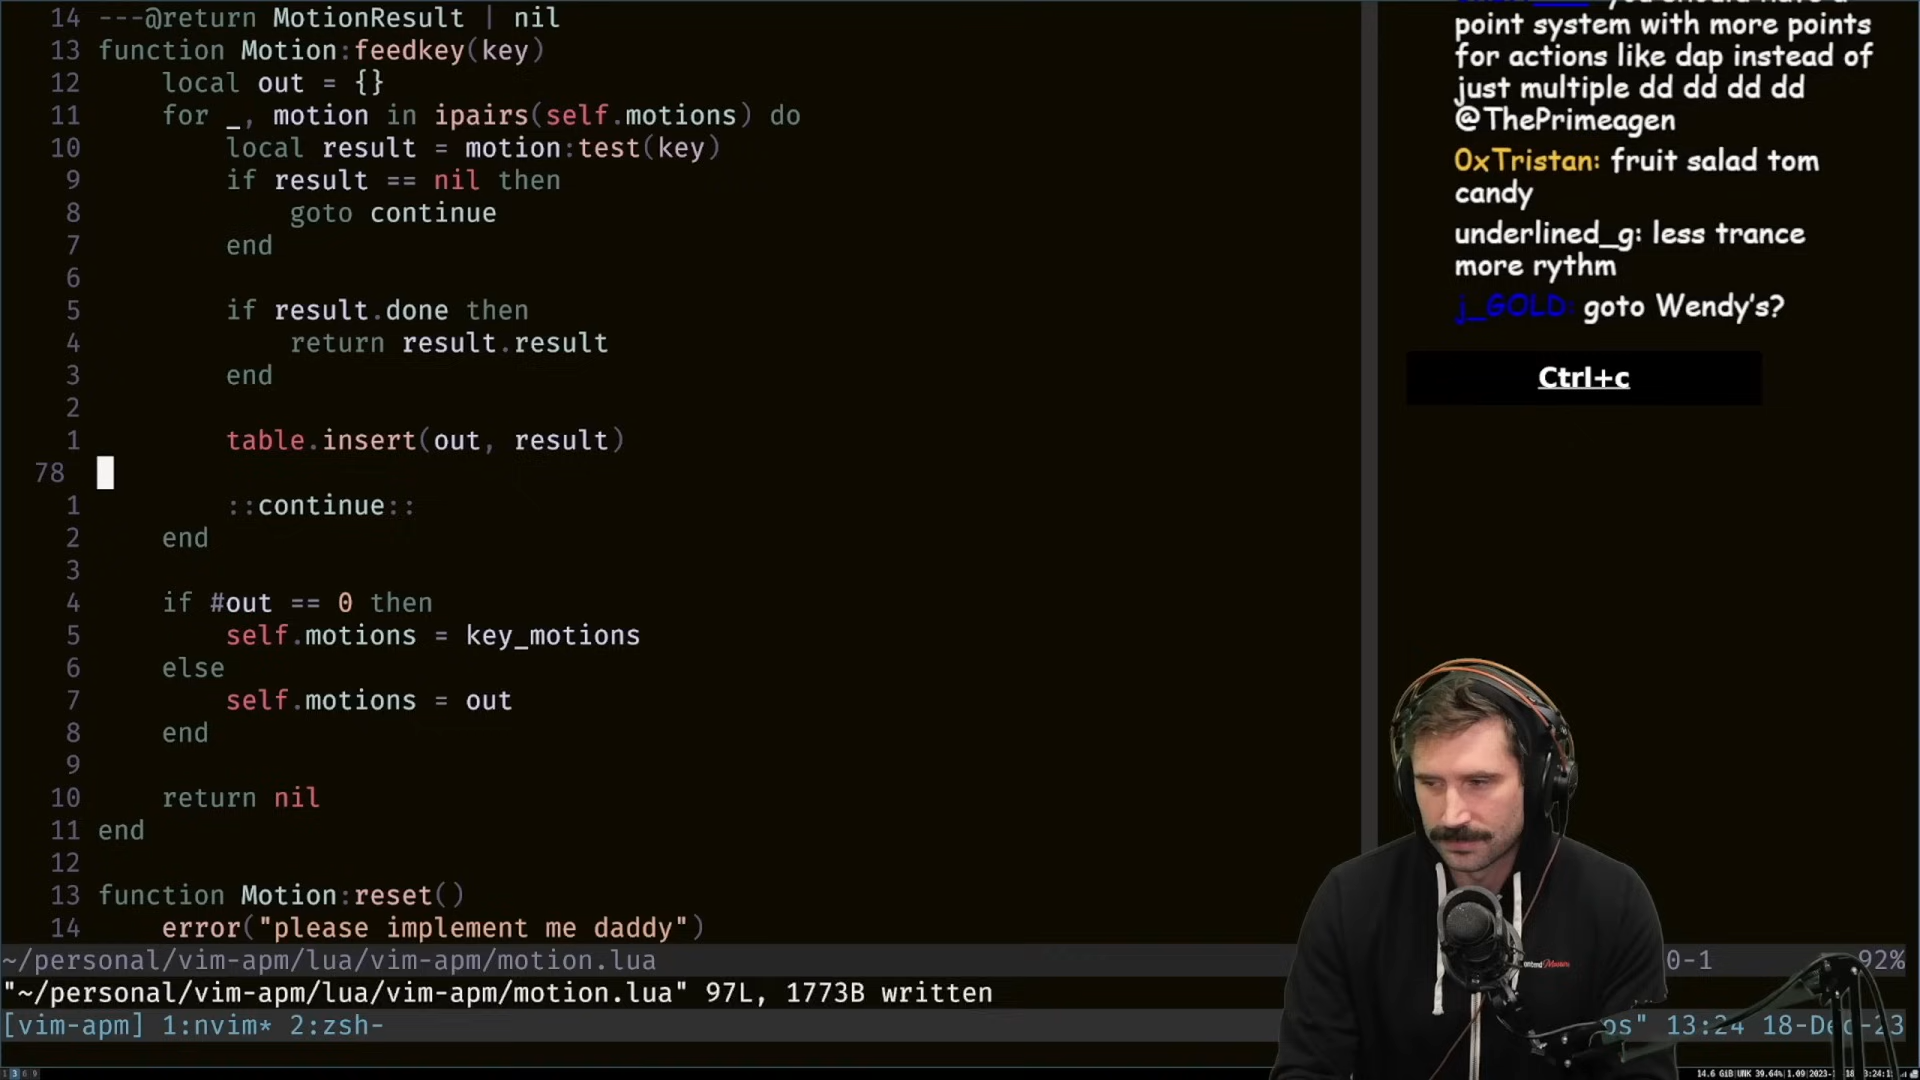 14 ---@return MotionResult | nil
13 function Motion:feedkey(key)
12 local out = {}
11 for _, motion in ipairs(self.motions) do
10 local result = motion:test(key)
9 if result == nil then
8 goto continue
7 end
6
5 if result.done then
4 return result.result
3 end
2
1 table.insert(out, result)
78
1 ::continue::
2 end
3
4 if #out == 0 then
5 self.motions = key_motions
6 else
7 self.motions = out
8 end
9
10 return nil
11 end
12
13 function Motion:reset()
14 error("please implement me daddy")
~/personal/vim-apm/lua/vim-apm/motion.lua 0-1 92%
"~/personal/vim-apm/lua/vim-apm/motion.lua" 97L, 1773B written
[vim-apm] 1:nvim* 2:zsh- os" 13:24 18-Dec-23
point system with more points
for actions like dap instead of
just multiple dd dd dd dd
@ThePrimeagen
0xTristan: fruit salad tom
candy
underlined_g: less trance
more rythm
j_GOLD: goto Wendy's?
Ctrl+c